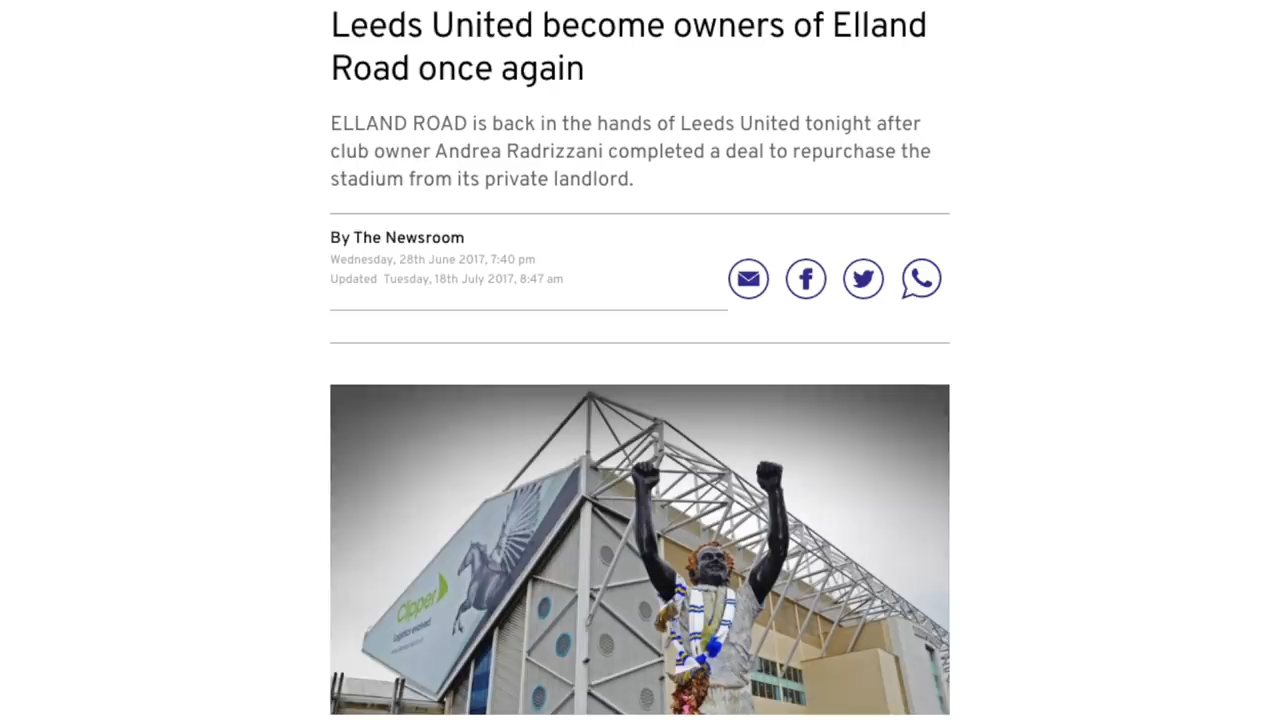 Leeds United become owners of Elland
Road once again
ELLAND ROAD is back in the hands of Leeds United tonight after
club owner Andrea Radrizzani completed a deal to repurchase the
stadium from its private landlord.
By The Newsroom
Wednesday, 28th June 2017, 7:40 pm
Updated Tuesday, 18th July 2017, 8:47 am
Clipper
logistics evolved